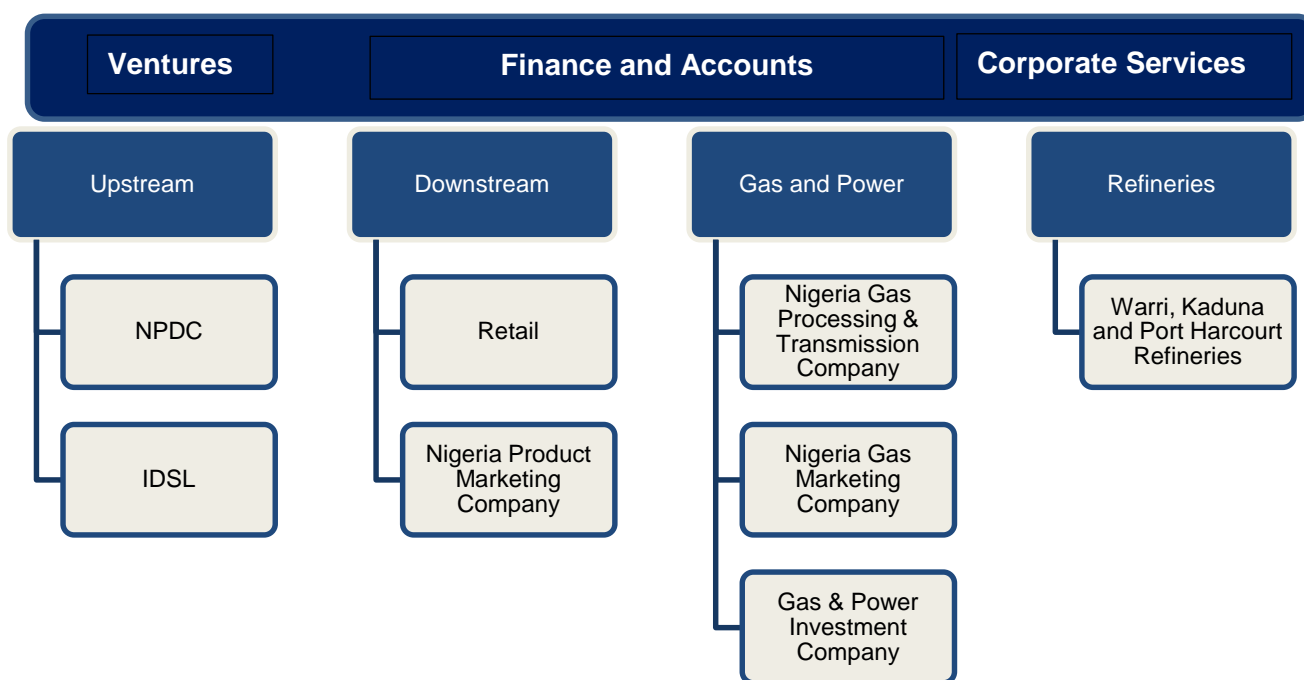 Ventures
Finance and Accounts
Corporate Services
Upstream
Downstream
Gas and Power
Refineries
NPDC
Retail
Nigeria Gas
Processing &
Transmission
Company
Warri, Kaduna
and Port Harcourt
Refineries
IDSL
Nigeria Product
Marketing
Company
Nigeria Gas
Marketing
Company
Gas & Power
Investment
Company